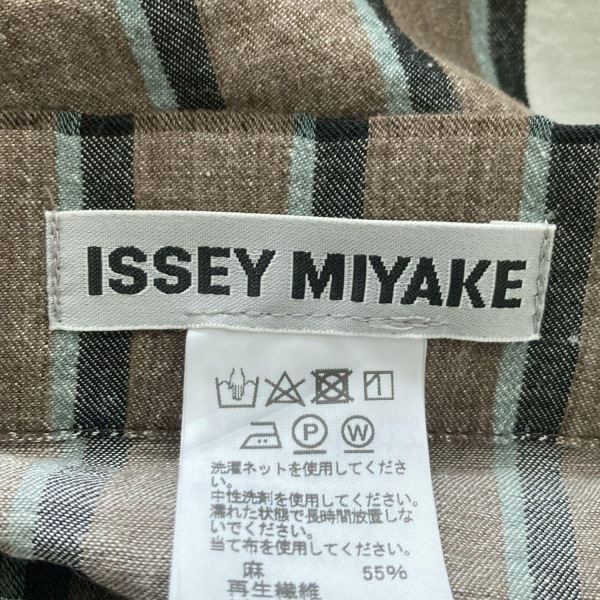 ISSEY MIYAKE
P W
洗濯ネットを使用してくださ
い。
中性洗剤を使用してください。
濡れた状態で長時間放置しな
いでください。
当て布を使用してください。
麻 55%
再生繊維